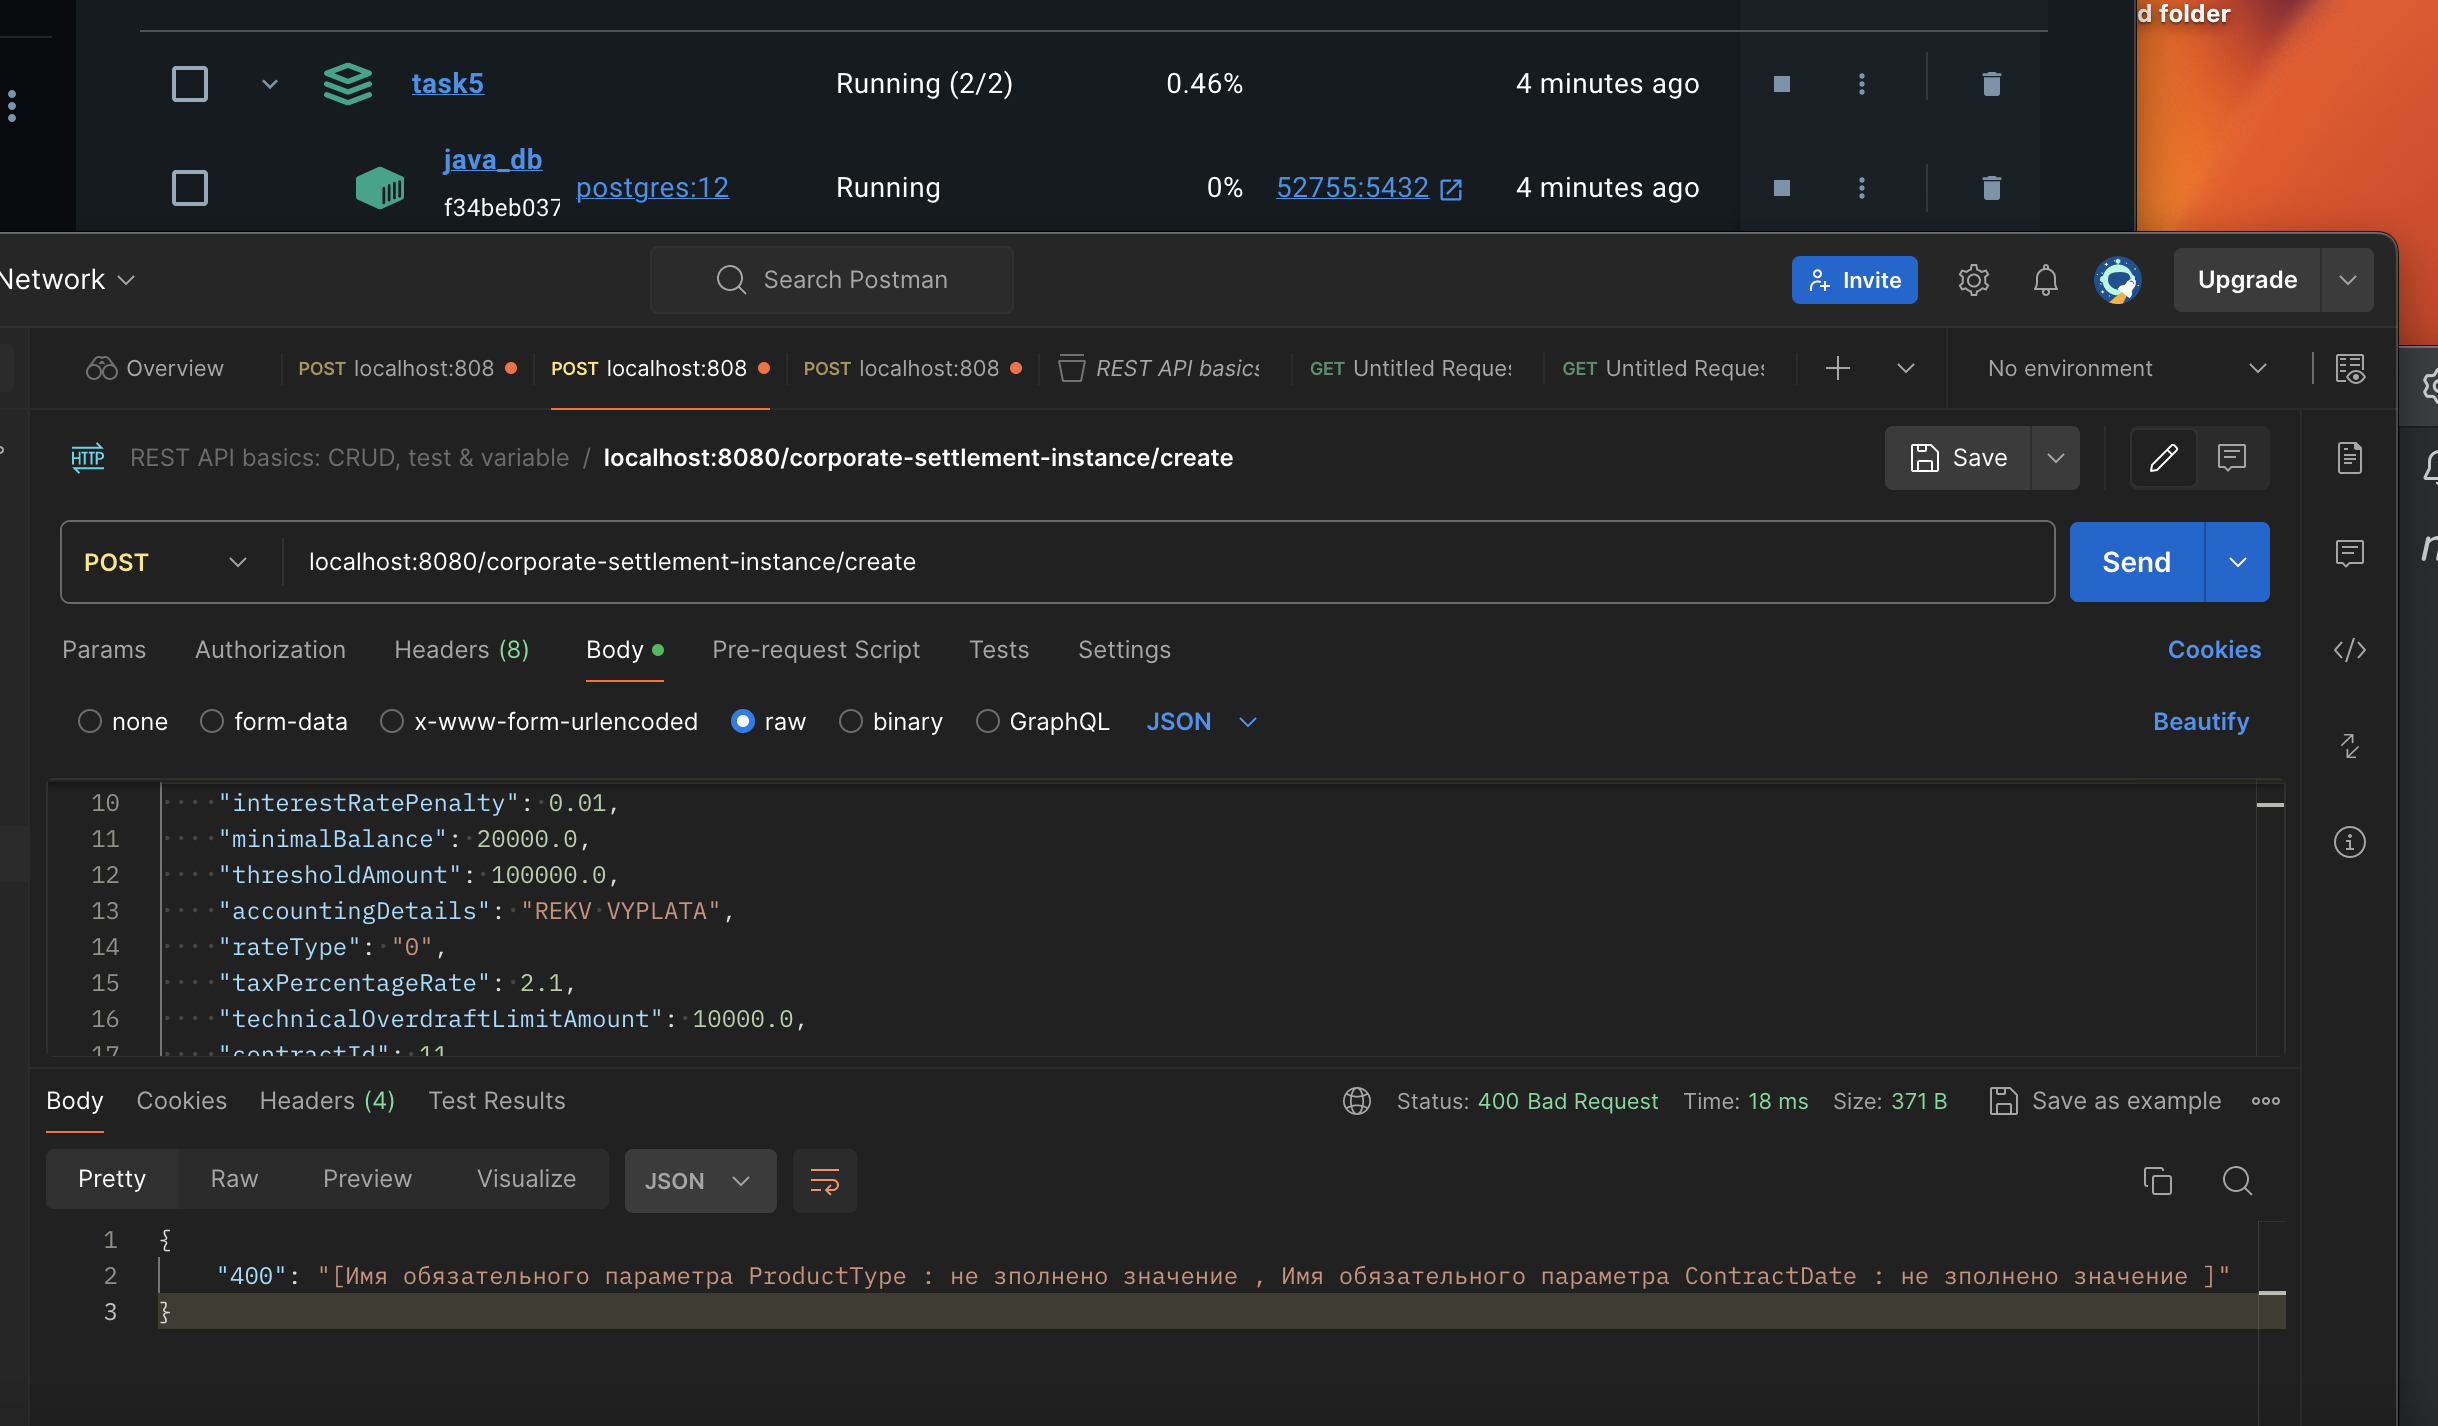 d folder
task5 Running (2/2) 0.46% 4 minutes ago
java_db
postgres:12 Running 0% 52755:5432 4 minutes ago
f34beb037
Network Search Postman Invite Upgrade
Overview POST localhost:808 POST localhost:808 POST localhost:808 REST API basics GET Untitled Reques GET Untitled Reques No environment
HTTP REST API basics: CRUD, test & variable / localhost:8080/corporate-settlement-instance/create Save
POST localhost:8080/corporate-settlement-instance/create Send
Params Authorization Headers (8) Body Pre-request Script Tests Settings Cookies
none form-data x-www-form-urlencoded raw binary GraphQL JSON Beautify
10 "interestRatePenalty": 0.01,
11 "minimalBalance": 20000.0,
12 "thresholdAmount": 100000.0,
13 "accountingDetails": "REKV VYPLATA",
14 "rateType": "0",
15 "taxPercentageRate": 2.1,
16 "technicalOverdraftLimitAmount": 10000.0,
17 "contractId": 11
Body Cookies Headers (4) Test Results Status: 400 Bad Request Time: 18 ms Size: 371 B Save as example
Pretty Raw Preview Visualize JSON
1 {
2 "400": "[Имя обязательного параметра ProductType : не зполнено значение , Имя обязательного параметра ContractDate : не зполнено значение ]"
3 }